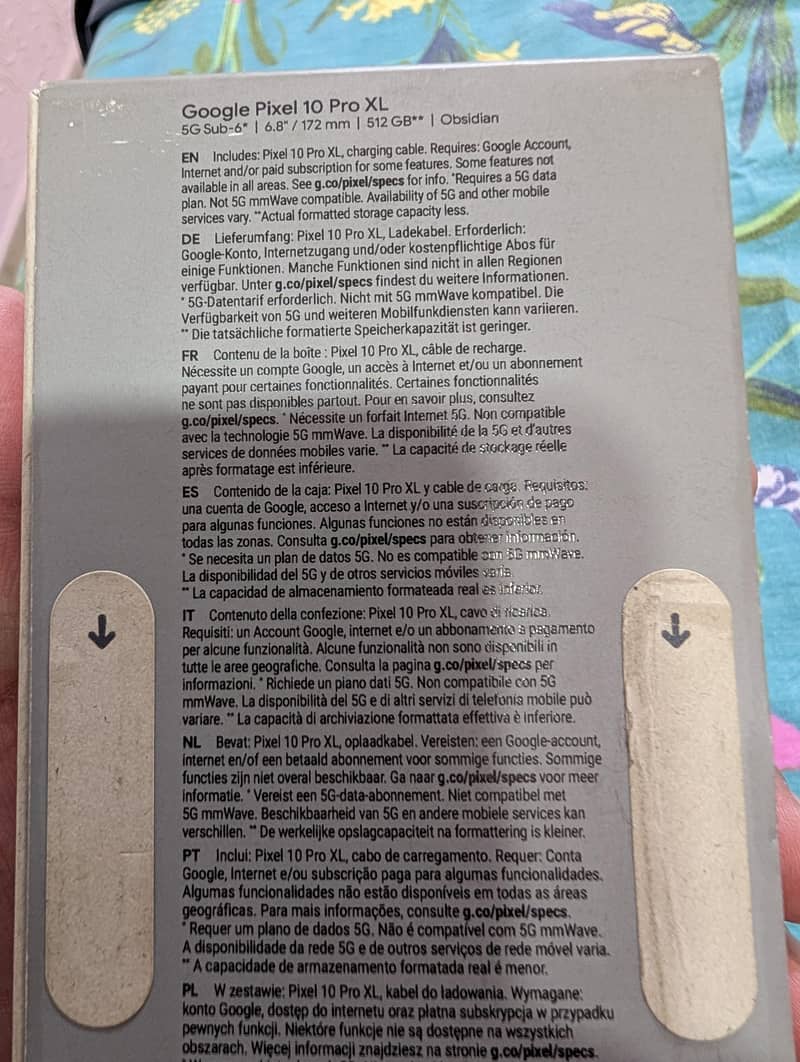 Google Pixel 10 Pro XL
5G Sub-6* | 6.8" / 172 mm | 512 GB** | Obsidian
EN Includes: Pixel 10 Pro XL, charging cable. Requires: Google Account,
Internet and/or paid subscription for some features. Some features not
available in all areas. See g.co/pixel/specs for info. *Requires a 5G data
plan. Not 5G mmWave compatible. Availability of 5G and other mobile
services vary. **Actual formatted storage capacity less.
DE Lieferumfang: Pixel 10 Pro XL, Ladekabel. Erforderlich:
Google-Konto, Internetzugang und/oder kostenpflichtige Abos für
einige Funktionen. Manche Funktionen sind nicht in allen Regionen
verfügbar. Unter g.co/pixel/specs findest du weitere Informationen.
* 5G-Datentarif erforderlich. Nicht mit 5G mmWave kompatibel. Die
Verfügbarkeit von 5G und weiteren Mobilfunkdiensten kann variieren.
** Die tatsächliche formatierte Speicherkapazität ist geringer.
FR Contenu de la boîte : Pixel 10 Pro XL, câble de recharge.
Nécessite un compte Google, un accès à Internet et/ou un abonnement
payant pour certaines fonctionnalités. Certaines fonctionnalités
ne sont pas disponibles partout. Pour en savoir plus, consultez
g.co/pixel/specs. * Nécessite un forfait Internet 5G. Non compatible
avec la technologie 5G mmWave. La disponibilité de la 5G et d'autres
services de données mobiles varie. ** La capacité de stockage réelle
après formatage est inférieure.
ES Contenido de la caja: Pixel 10 Pro XL y cable de carga. Requisitos:
una cuenta de Google, acceso a Internet y/o una suscripción de pago
para algunas funciones. Algunas funciones no están disponibles en
todas las zonas. Consulta g.co/pixel/specs para obtener información.
* Se necesita un plan de datos 5G. No es compatible con 5G mmWave.
La disponibilidad del 5G y de otros servicios móviles varía.
** La capacidad de almacenamiento formateada real es inferior.
IT Contenuto della confezione: Pixel 10 Pro XL, cavo di ricarica.
Requisiti: un Account Google, internet e/o un abbonamento a pagamento
per alcune funzionalità. Alcune funzionalità non sono disponibili in
tutte le aree geografiche. Consulta la pagina g.co/pixel/specs per
informazioni. * Richiede un piano dati 5G. Non compatibile con 5G
mmWave. La disponibilità del 5G e di altri servizi di telefonia mobile può
variare. ** La capacità di archiviazione formattata effettiva è inferiore.
NL Bevat: Pixel 10 Pro XL, oplaadkabel. Vereisten: een Google-account,
internet en/of een betaald abonnement voor sommige functies. Sommige
functies zijn niet overal beschikbaar. Ga naar g.co/pixel/specs voor meer
informatie. * Vereist een 5G-data-abonnement. Niet compatibel met
5G mmWave. Beschikbaarheid van 5G en andere mobiele services kan
verschillen. ** De werkelijke opslagcapaciteit na formattering is kleiner.
PT Inclui: Pixel 10 Pro XL, cabo de carregamento. Requer: Conta
Google, Internet e/ou subscrição paga para algumas funcionalidades.
Algumas funcionalidades não estão disponíveis em todas as áreas
geográficas. Para mais informações, consulte g.co/pixel/specs.
* Requer um plano de dados 5G. Não é compatível com 5G mmWave.
A disponibilidade da rede 5G e de outros serviços de rede móvel varia.
** A capacidade de armazenamento formatada real é menor.
PL W zestawie: Pixel 10 Pro XL, kabel do ładowania. Wymagane:
konto Google, dostęp do internetu oraz płatna subskrypcja w przypadku
pewnych funkcji. Niektóre funkcje nie są dostępne na wszystkich
obszarach. Więcej informacji znajdziesz na stronie g.co/pixel/specs.